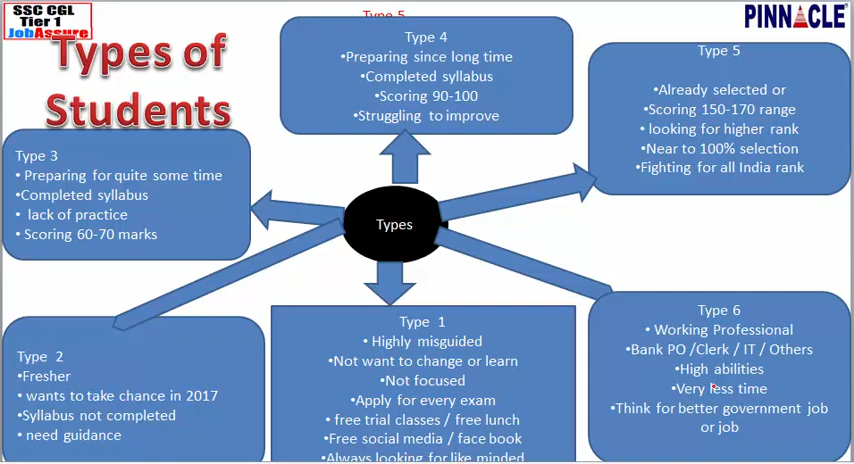 SSC CGL
Tier 1
JobAssure
Types of
Students
Type 5
PINNACLE
Type 4
•Preparing since long time
•Completed syllabus
•Scoring 90-100
•Struggling to improve
Type 5
•Already selected or
•Scoring 150-170 range
• looking for higher rank
•Near to 100% selection
•Fighting for all India rank
Type 3
• Preparing for quite some time
•Completed syllabus
• lack of practice
• Scoring 60-70 marks
Types
Type 2
•Fresher
• wants to take chance in 2017
•Syllabus not completed
• need guidance
Type 1
• Highly misguided
•Not want to change or learn
•Not focused
•Apply for every exam
• free trial classes / free lunch
•Free social media / face book
•Always looking for like minded
Type 6
• Working Professional
•Bank PO /Clerk / IT / Others
•High abilities
•Very less time
•Think for better government job
or job